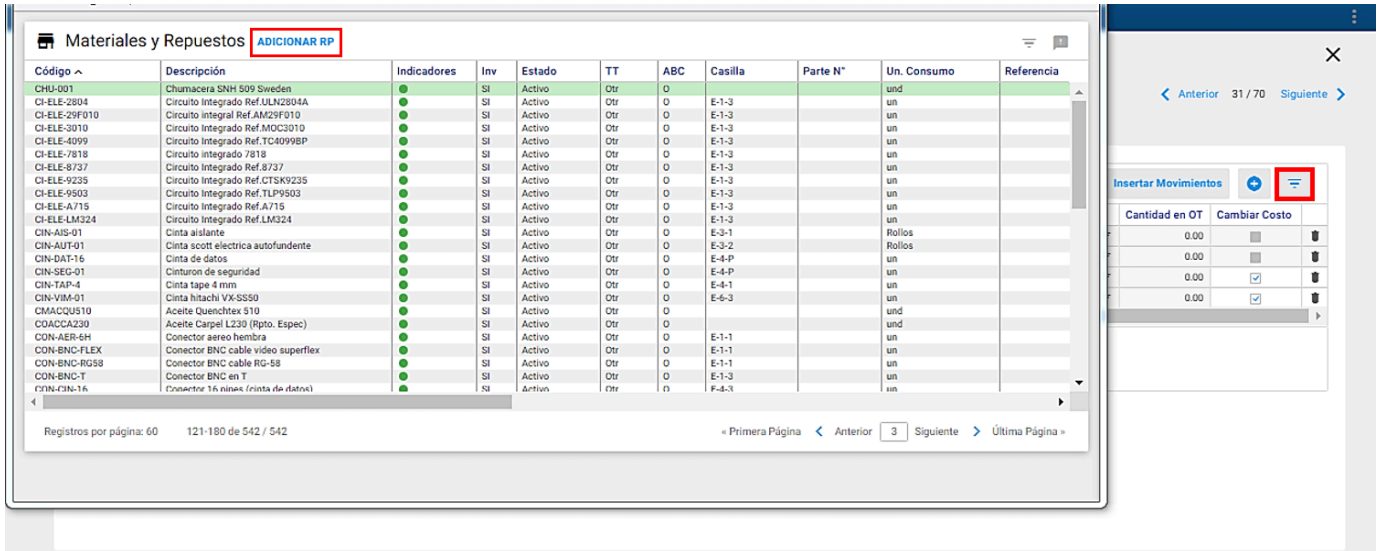 Materiales y Repuestos ADICIONAR RP
Código Descripción Indicadores Inv Estado TT ABC Casilla Parte N° Un. Consumo Referencia
CHU-001 Chumacera SNH 509 Sweden SI Activo Otr O und
CI-ELE-2804 Circuito Integrado Ref.ULN2804A SI Activo Otr O E-1-3 un
CI-ELE-29F010 Circuito integral Ref.AM29F010 SI Activo Otr O E-1-3 un
CI-ELE-3010 Circuito Integrado Ref.MOC3010 SI Activo Otr O E-1-3 un
CI-ELE-4099 Circuito Integrado Ref.TC4099BP SI Activo Otr O E-1-3 un
CI-ELE-7818 Circuito integrado 7818 SI Activo Otr O E-1-3 un
CI-ELE-8737 Circuito Integrado Ref.8737 SI Activo Otr O E-1-3 un
CI-ELE-9235 Circuito Integrado Ref.CTSK9235 SI Activo Otr O E-1-3 un
CI-ELE-9503 Circuito Integrado Ref.TLP9503 SI Activo Otr O E-1-3 un
CI-ELE-A715 Circuito Integrado Ref.A715 SI Activo Otr O E-1-3 un
CI-ELE-LM324 Circuito Integrado Ref.LM324 SI Activo Otr O E-1-3 un
CIN-AIS-01 Cinta aislante SI Activo Otr O E-3-1 Rollos
CIN-AUT-01 Cinta scott electrica autofundente SI Activo Otr O E-3-2 Rollos
CIN-DAT-16 Cinta de datos SI Activo Otr O E-4-P un
CIN-SEG-01 Cinturon de seguridad SI Activo Otr O E-4-P un
CIN-TAP-4 Cinta tape 4 mm SI Activo Otr O E-4-1 un
CIN-VIM-01 Cinta hitachi VX-SS50 SI Activo Otr O E-6-3 un
CMACQU510 Aceite Quenchtex 510 SI Activo Otr O und
COACCA230 Aceite Carpel L230 (Rpto. Espec) SI Activo Otr O und
CON-AER-6H Conector aereo hembra SI Activo Otr O E-1-1 un
CON-BNC-FLEX Conector BNC cable video superflex SI Activo Otr O E-1-1 un
CON-BNC-RG58 Conector BNC cable RG-58 SI Activo Otr O E-1-1 un
CON-BNC-T Conector BNC en T SI Activo Otr O E-1-3 un
CON-CIN-16 Conector 16 pines (cinta de datos) SI Activo Otr O E-4-3 un
Registros por página: 60 121-180 de 542 / 542 « Primera Página Anterior 3 Siguiente Última Página »
Anterior 31 / 70 Siguiente
Insertar Movimientos
Cantidad en OT Cambiar Costo
0.00
0.00
0.00
0.00